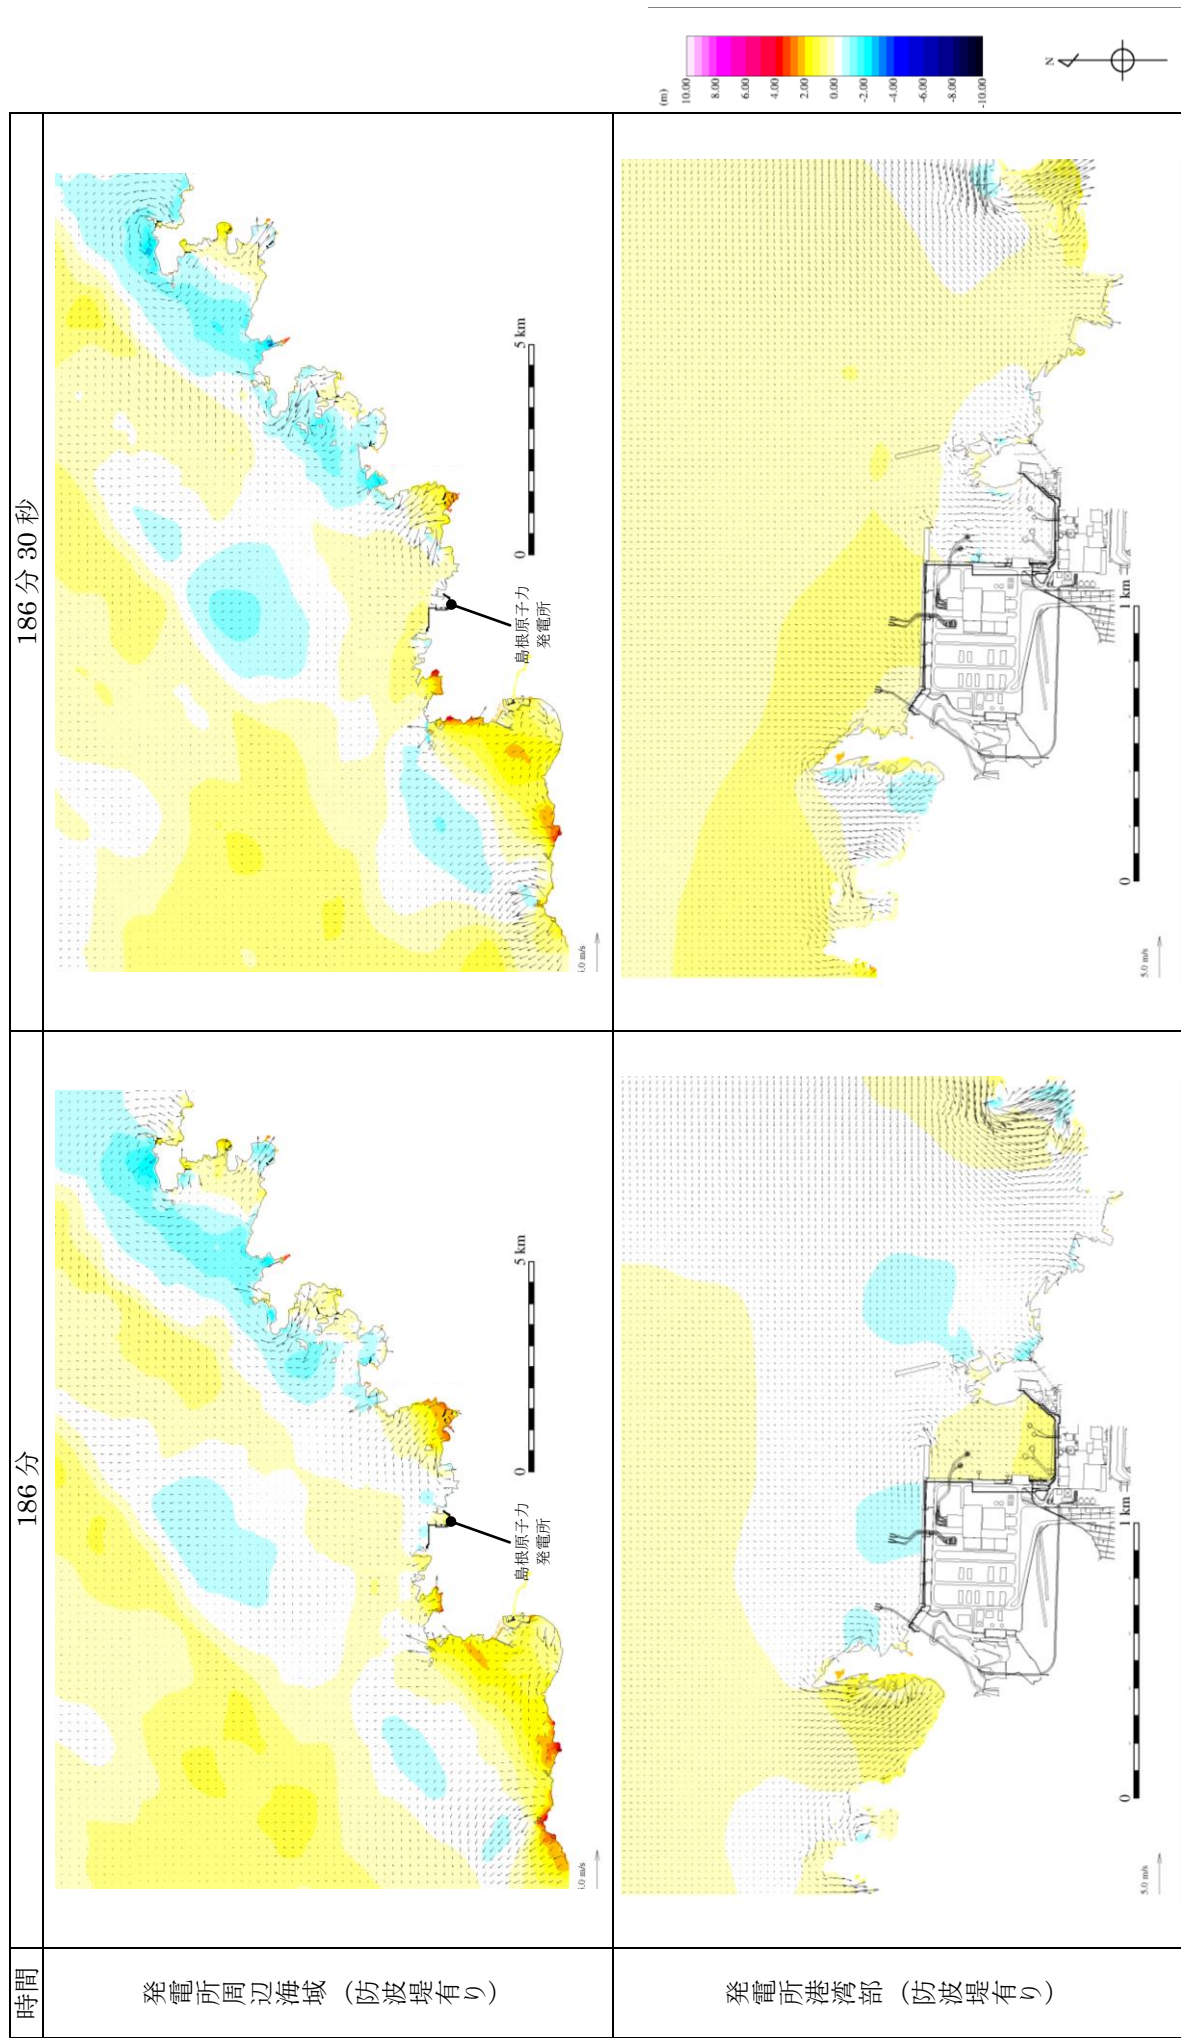 時間
186分
186分30秒
発電所周辺海域（防波堤有り）
島根原子力
発電所
0
5 km
5.0 m/s
島根原子力
発電所
0
5 km
5.0 m/s
発電所港湾部（防波堤有り）
0
1 km
5.0 m/s
0
1 km
5.0 m/s
(m)
10.00
8.00
6.00
4.00
2.00
0.00
-2.00
-4.00
-6.00
-8.00
-10.00
N